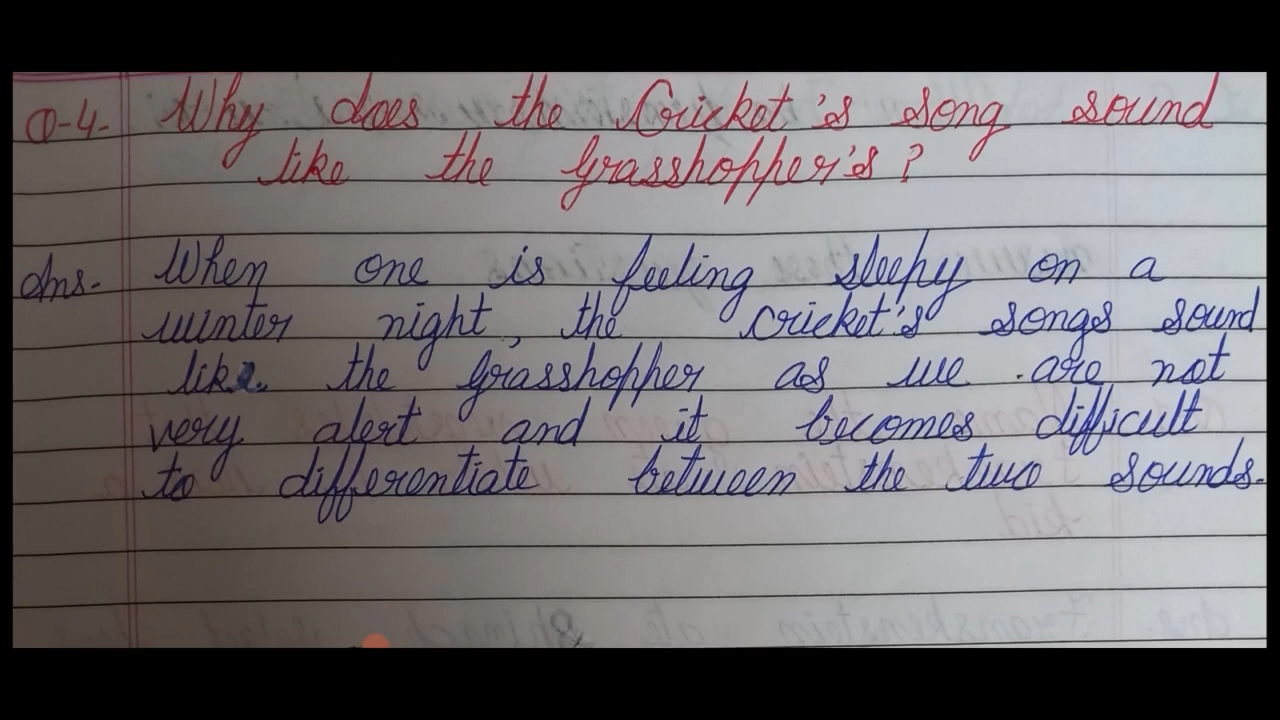 Q-4. Why does the Cricket's song sound
like the Grasshopper's?
Ans. When one is feeling sleepy on a
winter night, the cricket's songs sound
like the Grasshopper as we are not
very alert and it becomes difficult
to differentiate between the two sounds.